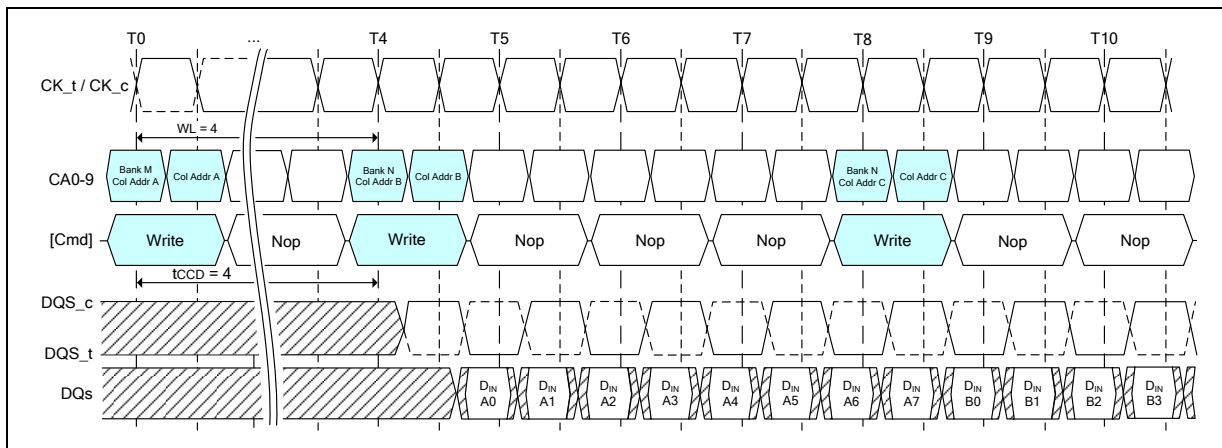 T0 ... T4 T5 T6 T7 T8 T9 T10
CK_t / CK_c
WL = 4
CA0-9
Bank M
Col Addr A
Col Addr A
Bank N
Col Addr B
Col Addr B
Bank N
Col Addr C
Col Addr C
[Cmd] Write Nop Write Nop Nop Nop Write Nop Nop
tCCD = 4
DQS_c
DQS_t
DQs
DIN DIN DIN DIN DIN DIN DIN DIN DIN DIN DIN DIN
A0 A1 A2 A3 A4 A5 A6 A7 B0 B1 B2 B3